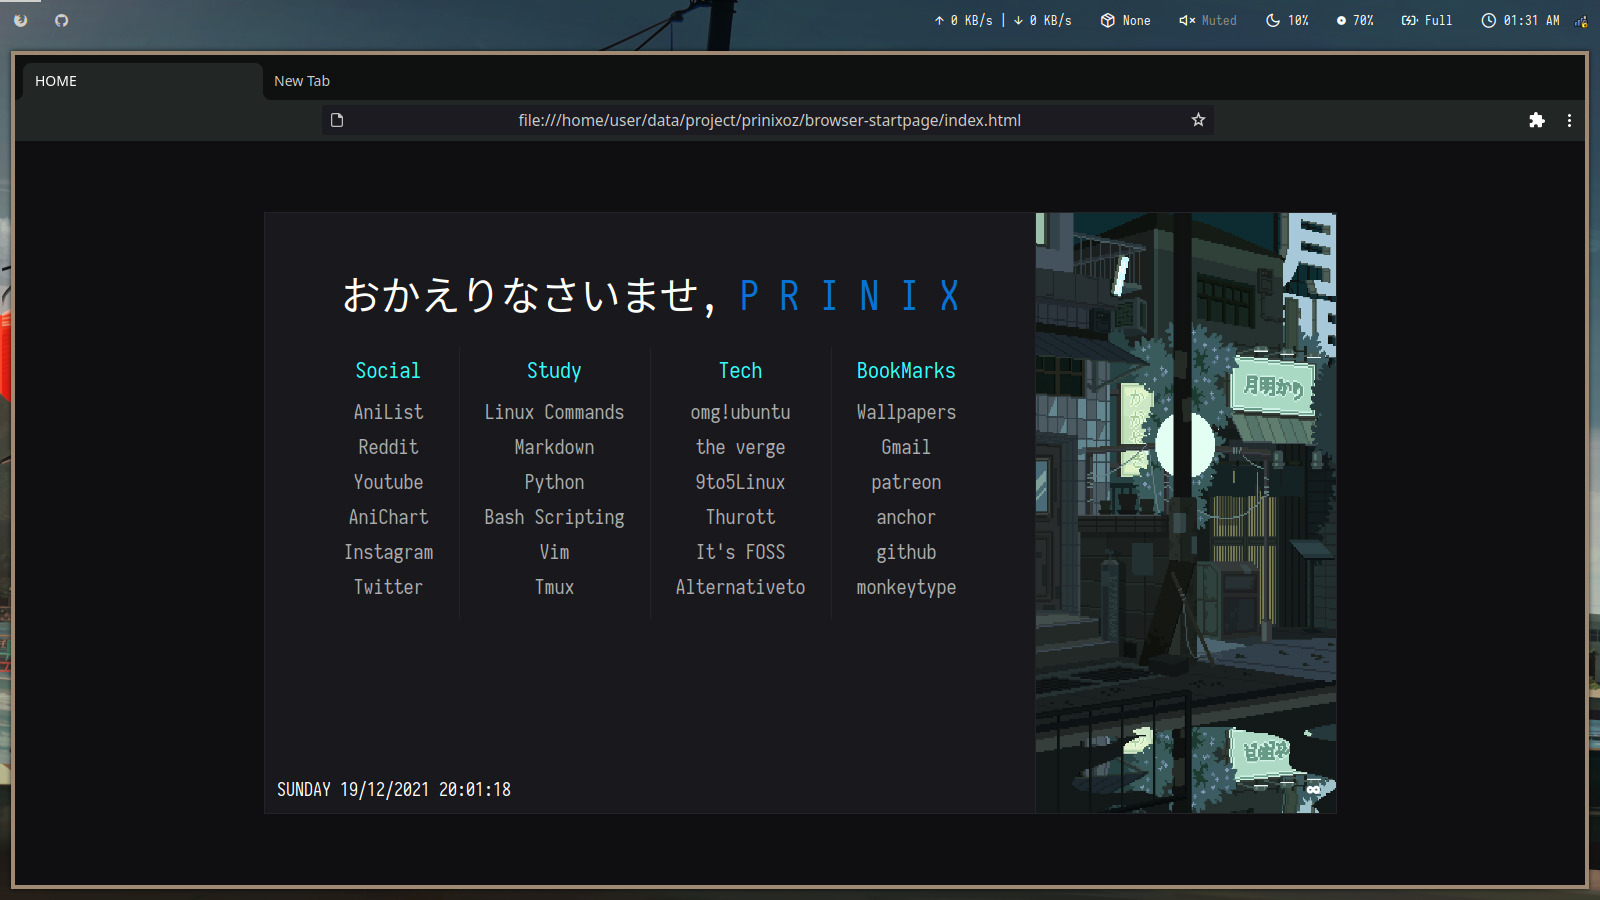 ↑ 0 KB/s | ↓ 0 KB/s None Muted 10% 70% Full 01:31 AM
HOME New Tab
file:///home/user/data/project/prinixoz/browser-startpage/index.html
おかえりなさいませ, P R I N I X
Social
AniList
Reddit
Youtube
AniChart
Instagram
Twitter
Study
Linux Commands
Markdown
Python
Bash Scripting
Vim
Tmux
Tech
omg!ubuntu
the verge
9to5Linux
Thurott
It's FOSS
Alternativeto
BookMarks
Wallpapers
Gmail
patreon
anchor
github
monkeytype
月明かり
SUNDAY 19/12/2021 20:01:18